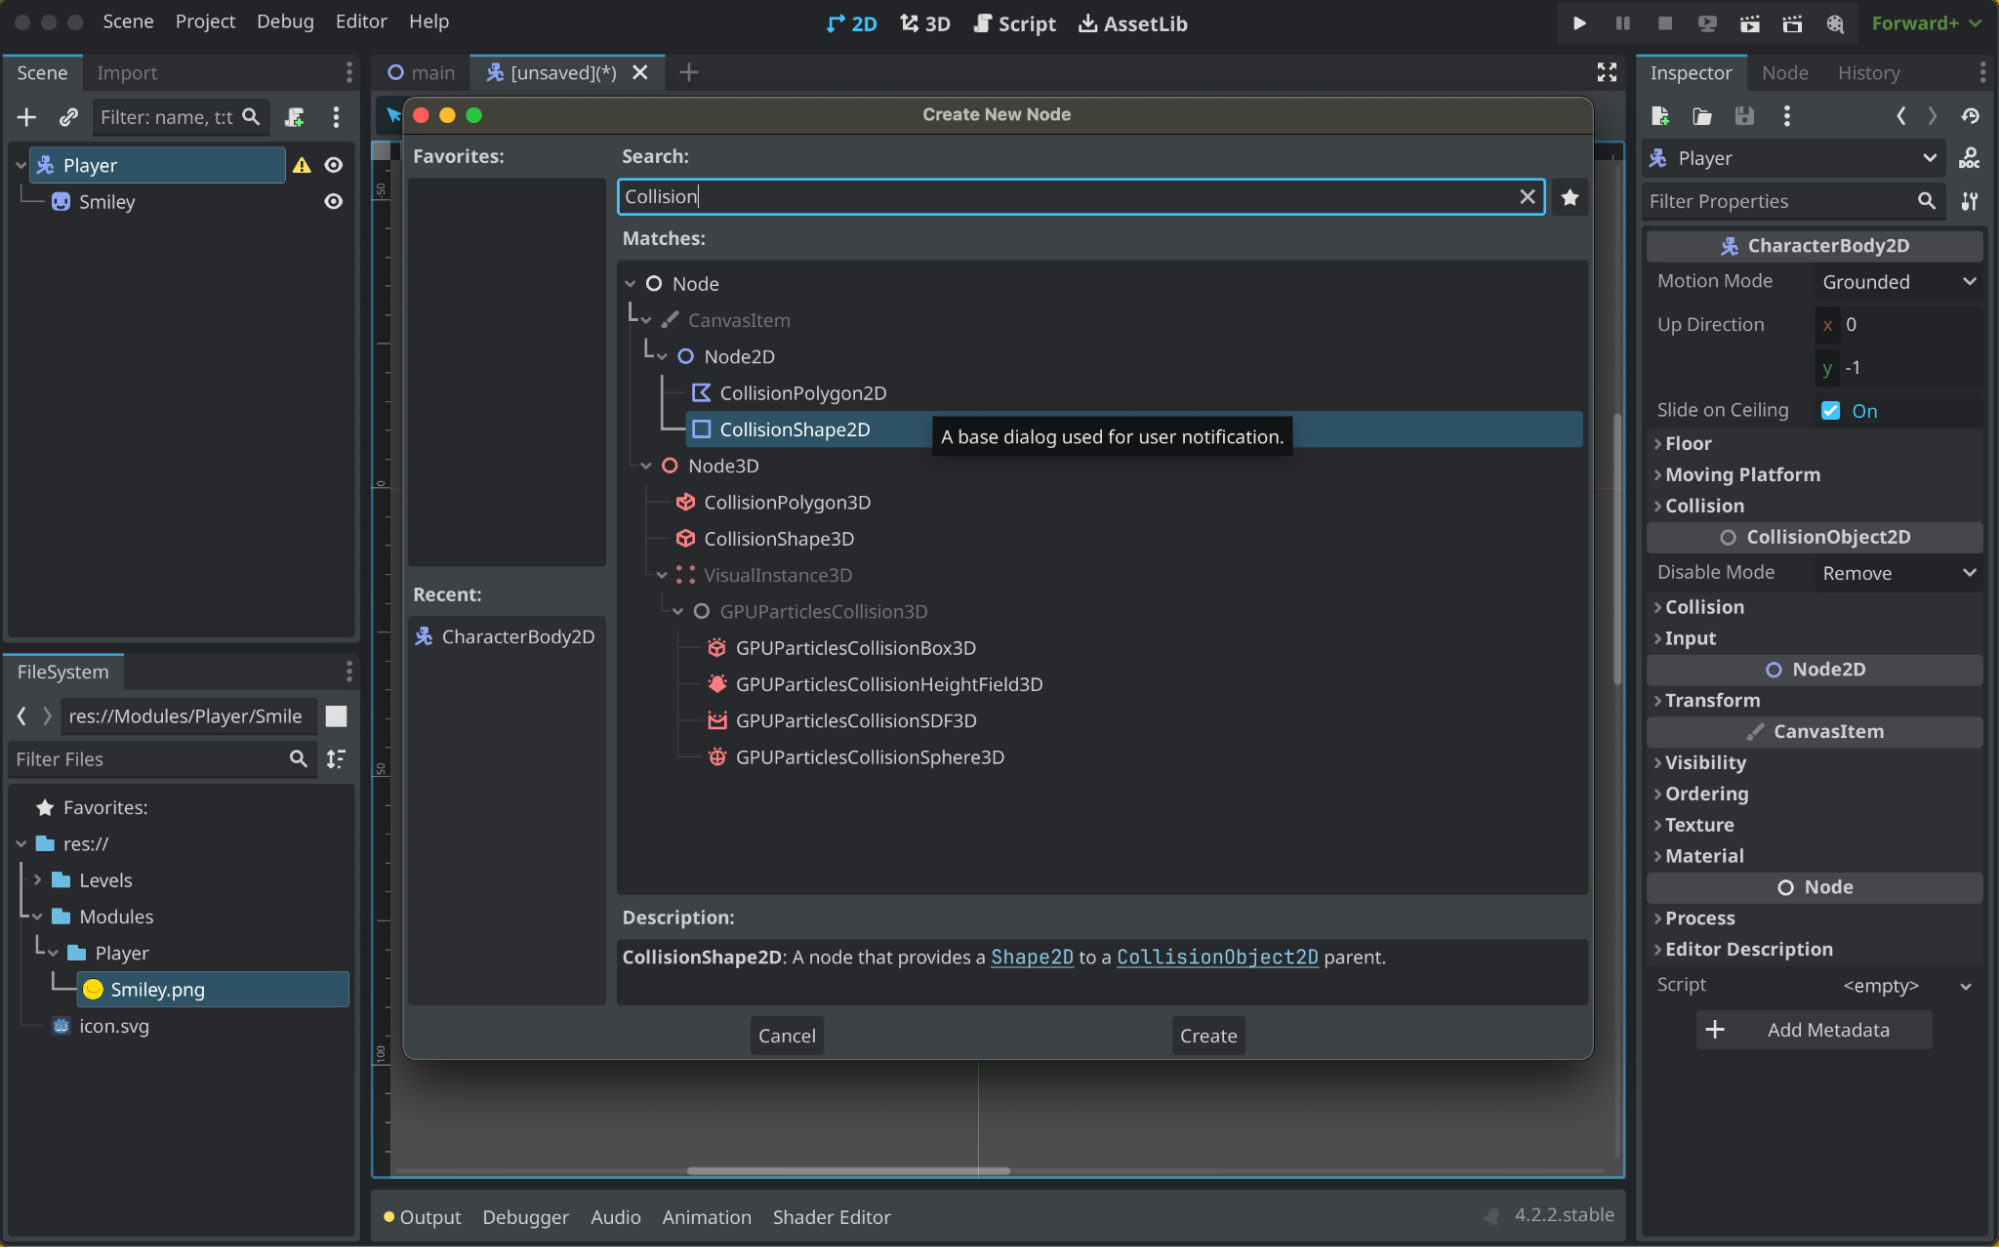 Scene Project Debug Editor Help
2D 3D Script AssetLib
Forward+
Scene Import
Filter: name, t:t
Player
Smiley
FileSystem
res://Modules/Player/Smile
Filter Files
Favorites:
res://
Levels
Modules
Player
Smiley.png
icon.svg
main [unsaved](*)
Create New Node
Favorites:
Recent:
CharacterBody2D
Search:
Collision
Matches:
Node
CanvasItem
Node2D
CollisionPolygon2D
CollisionShape2D
A base dialog used for user notification.
Node3D
CollisionPolygon3D
CollisionShape3D
VisualInstance3D
GPUParticlesCollision3D
GPUParticlesCollisionBox3D
GPUParticlesCollisionHeightField3D
GPUParticlesCollisionSDF3D
GPUParticlesCollisionSphere3D
Description:
CollisionShape2D: A node that provides a Shape2D to a CollisionObject2D parent.
Cancel Create
50
0
50
100
Output Debugger Audio Animation Shader Editor
4.2.2.stable
Inspector Node History
Player
DOC
Filter Properties
CharacterBody2D
Motion Mode Grounded
Up Direction x 0
y -1
Slide on Ceiling On
Floor
Moving Platform
Collision
CollisionObject2D
Disable Mode Remove
Collision
Input
Node2D
Transform
CanvasItem
Visibility
Ordering
Texture
Material
Node
Process
Editor Description
Script <empty>
Add Metadata